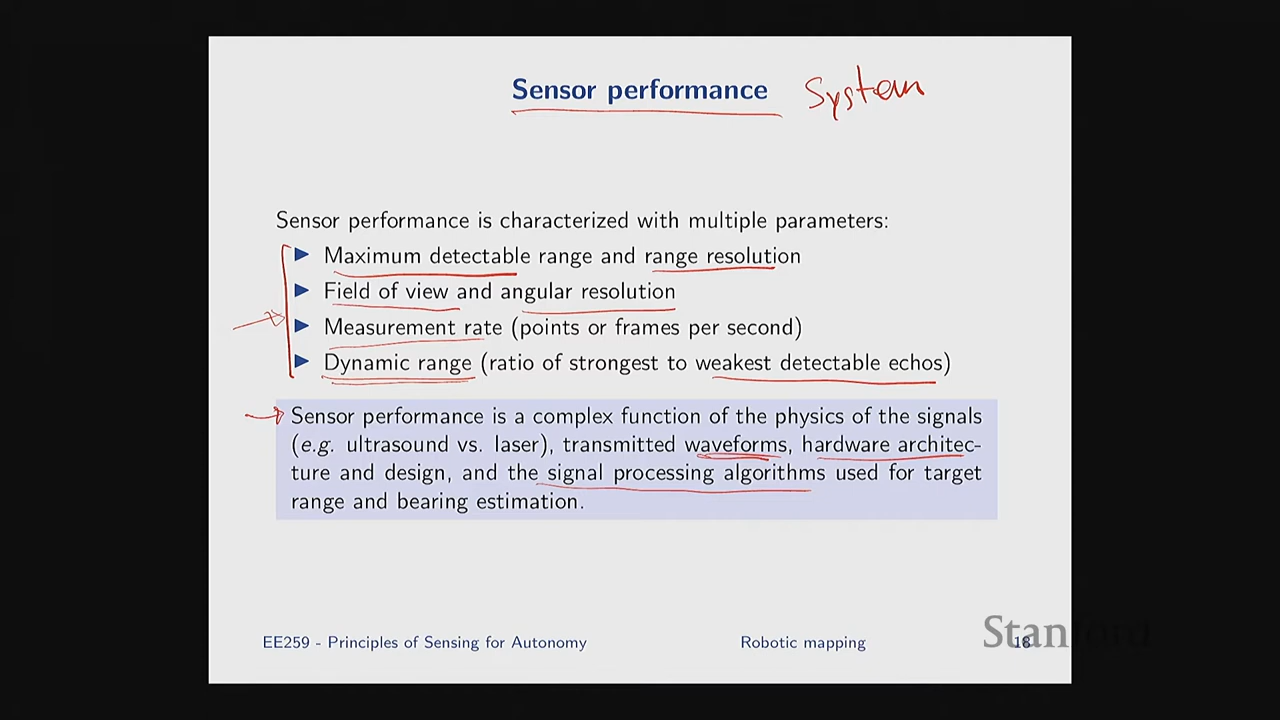 Sensor performance System
Sensor performance is characterized with multiple parameters:
▶ Maximum detectable range and range resolution
▶ Field of view and angular resolution
▶ Measurement rate (points or frames per second)
▶ Dynamic range (ratio of strongest to weakest detectable echos)
Sensor performance is a complex function of the physics of the signals
(e.g. ultrasound vs. laser), transmitted waveforms, hardware architec-
ture and design, and the signal processing algorithms used for target
range and bearing estimation.
EE259 - Principles of Sensing for Autonomy Robotic mapping 18
Stanford